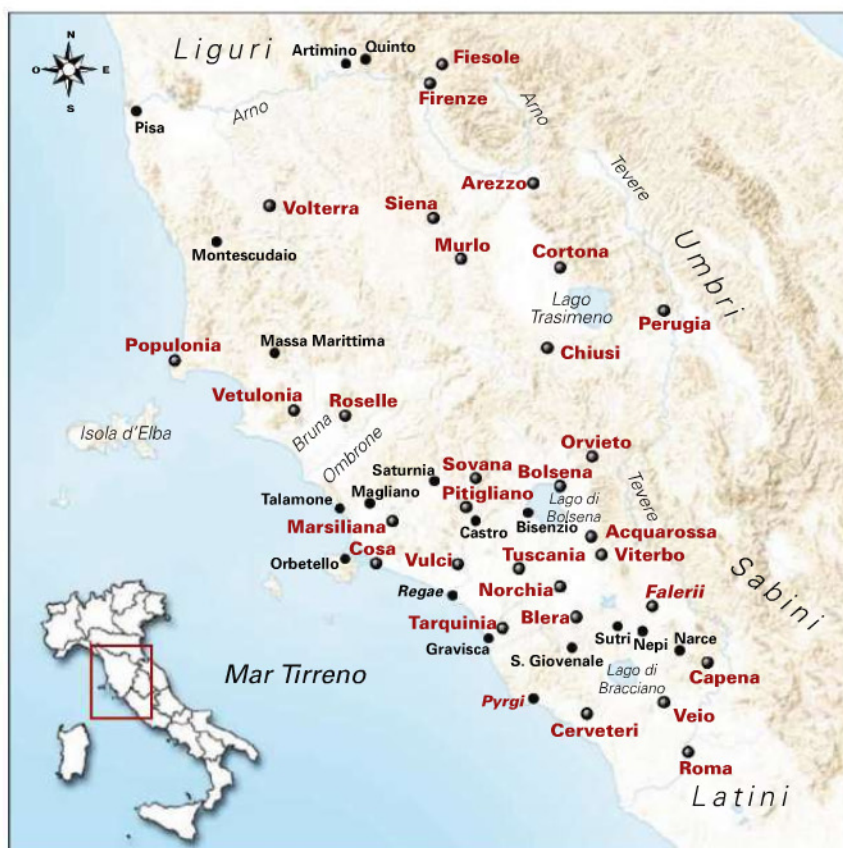 N
O
E
S
Liguri
Artimino
Quinto
Fiesole
Firenze
Arno
Arno
Pisa
Tevere
Arezzo
Volterra
Siena
Murlo
Montescudaio
Cortona
Umbri
Lago
Trasimeno
Perugia
Populonia
Massa Marittima
Chiusi
Vetulonia
Roselle
Isola d'Elba
Bruna
Ombrone
Orvieto
Saturnia
Sovana
Bolsena
Talamone
Magliano
Pitigliano
Lago di
Bolsena
Tevere
Marsiliana
Castro
Bisenzio
Acquarossa
Orbetello
Cosa
Vulci
Tuscania
Viterbo
Sabini
Regae
Norchia
Falerii
Tarquinia
Blera
Gravisca
Sutri
Nepi
Narce
S. Giovenale
Mar Tirreno
Lago di
Bracciano
Capena
Pyrgi
Cerveteri
Veio
Roma
Latini